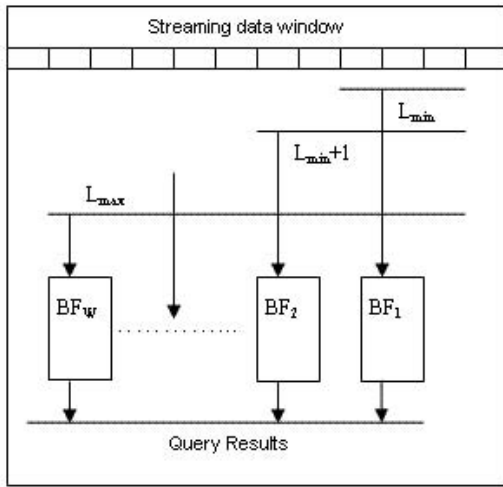 Streaming data window
Lmin
Lmin+1
Lmax
BFW
BF2
BF1
Query Results